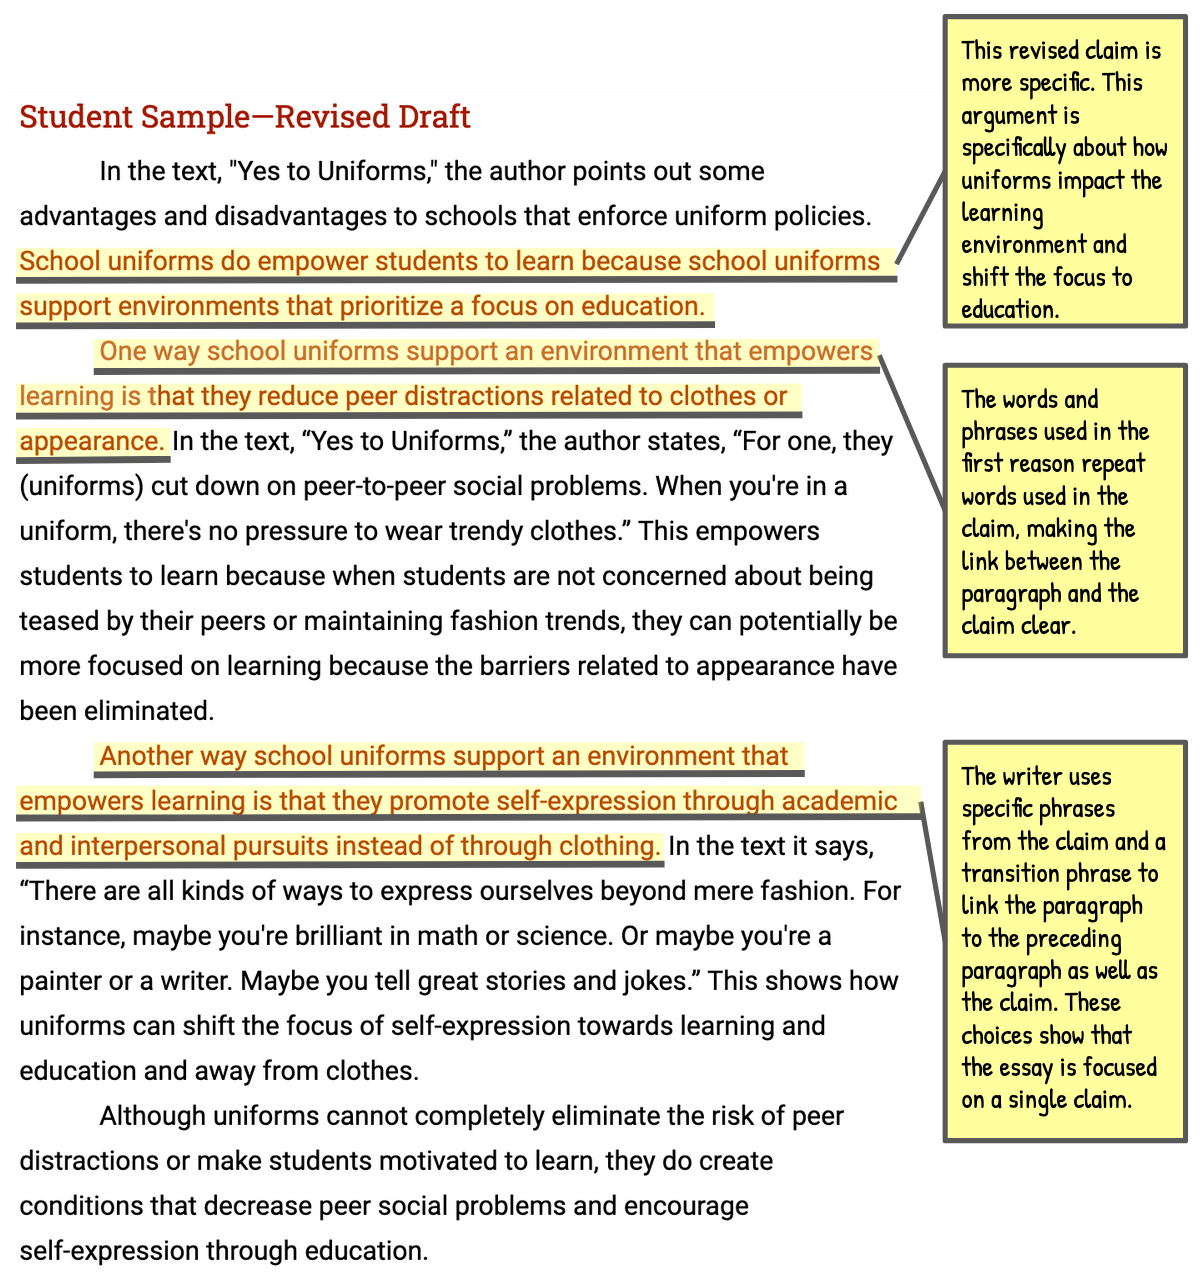 Student Sample—Revised Draft
In the text, "Yes to Uniforms," the author points out some
advantages and disadvantages to schools that enforce uniform policies.
School uniforms do empower students to learn because school uniforms
support environments that prioritize a focus on education.
One way school uniforms support an environment that empowers
learning is that they reduce peer distractions related to clothes or
appearance. In the text, “Yes to Uniforms,” the author states, “For one, they
(uniforms) cut down on peer-to-peer social problems. When you're in a
uniform, there's no pressure to wear trendy clothes.” This empowers
students to learn because when students are not concerned about being
teased by their peers or maintaining fashion trends, they can potentially be
more focused on learning because the barriers related to appearance have
been eliminated.
Another way school uniforms support an environment that
empowers learning is that they promote self-expression through academic
and interpersonal pursuits instead of through clothing. In the text it says,
“There are all kinds of ways to express ourselves beyond mere fashion. For
instance, maybe you're brilliant in math or science. Or maybe you're a
painter or a writer. Maybe you tell great stories and jokes.” This shows how
uniforms can shift the focus of self-expression towards learning and
education and away from clothes.
Although uniforms cannot completely eliminate the risk of peer
distractions or make students motivated to learn, they do create
conditions that decrease peer social problems and encourage
self-expression through education.
This revised claim is
more specific. This
argument is
specifically about how
uniforms impact the
learning
environment and
shift the focus to
education.
The words and
phrases used in the
first reason repeat
words used in the
claim, making the
link between the
paragraph and the
claim clear.
The writer uses
specific phrases
from the claim and a
transition phrase to
link the paragraph
to the preceding
paragraph as well as
the claim. These
choices show that
the essay is focused
on a single claim.